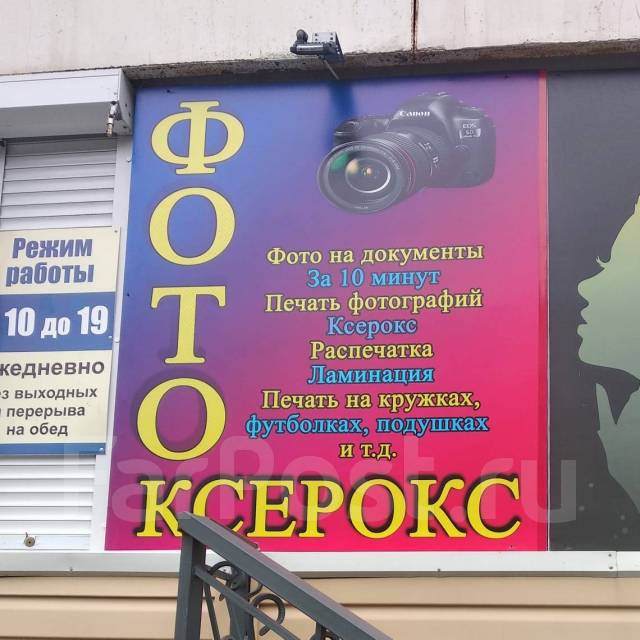 Режим
работы
с 10 до 19
ежедневно
без выходных
и перерыва
на обед
ФОТО
Canon
EOS
Фото на документы
За 10 минут
Печать фотографий
Ксерокс
Распечатка
Ламинация
Печать на кружках,
футболках, подушках
и т.д.
КСЕРОКС
FarPost.ru